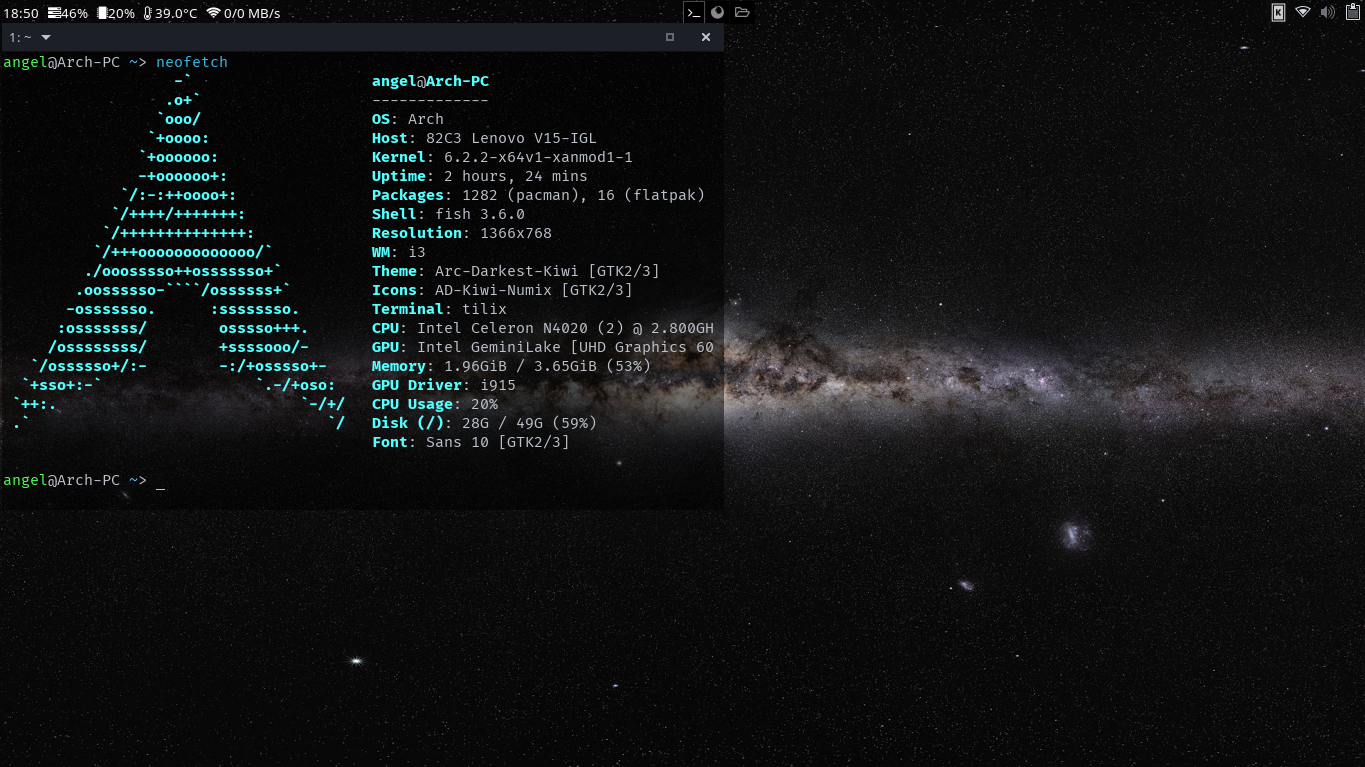 18:50 46% 20% 39.0°C 0/0 MB/s K
1: ~
angel@Arch-PC ~> neofetch
-`
.o+`
`ooo/
`+oooo:
`+oooooo:
-+oooooo+:
`/:-:++oooo+:
`/++++/+++++++:
`/++++++++++++++:
`/+++ooooooooooooo/`
./ooosssso++osssssso+`
.oossssso-````/ossssss+`
-osssssso. :ssssssso.
:osssssss/ osssso+++.
/ossssssss/ +ssssooo/-
`/ossssso+/:- -:/+osssso+-
`+sso+:-` `.-/+oso:
`++:. `-/+/
.` `/
angel@Arch-PC
-------------
OS: Arch
Host: 82C3 Lenovo V15-IGL
Kernel: 6.2.2-x64v1-xanmod1-1
Uptime: 2 hours, 24 mins
Packages: 1282 (pacman), 16 (flatpak)
Shell: fish 3.6.0
Resolution: 1366x768
WM: i3
Theme: Arc-Darkest-Kiwi [GTK2/3]
Icons: AD-Kiwi-Numix [GTK2/3]
Terminal: tilix
CPU: Intel Celeron N4020 (2) @ 2.800GH
GPU: Intel GeminiLake [UHD Graphics 60
Memory: 1.96GiB / 3.65GiB (53%)
GPU Driver: i915
CPU Usage: 20%
Disk (/): 28G / 49G (59%)
Font: Sans 10 [GTK2/3]
angel@Arch-PC ~> _